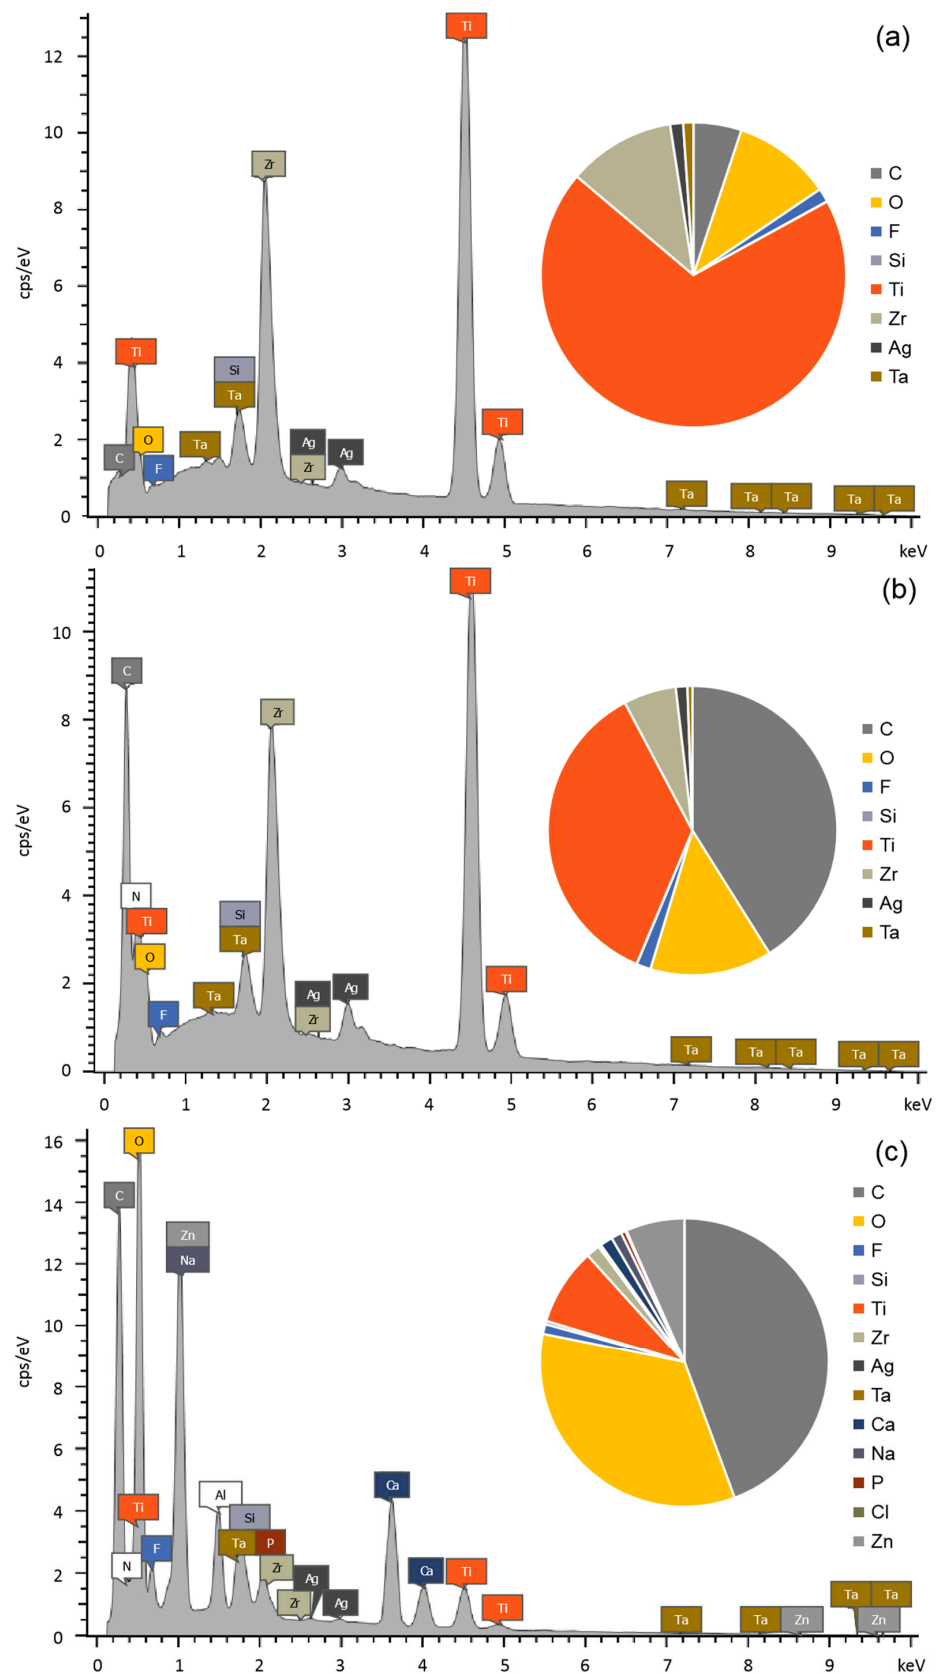 (a)
Ti
12
10
8
6
4
2
0
cps/eV
Zr
Ti
Si
Ta
C
O
F
Ta
Ag
Zr
Ag
Ti
Ta
Ta
Ta
Ta
Ta
0 1 2 3 4 5 6 7 8 9 keV
C
O
F
Si
Ti
Zr
Ag
Ta
(b)
Ti
10
8
6
4
2
0
cps/eV
C
Zr
N
Ti
O
F
Si
Ta
Ta
Ag
Zr
Ag
Ti
Ta
Ta
Ta
Ta
Ta
0 1 2 3 4 5 6 7 8 9 keV
C
O
F
Si
Ti
Zr
Ag
Ta
(c)
16
14
12
10
8
6
4
2
0
cps/eV
O
C
Zn
Na
Ti
N
F
Al
Si
Ta
P
Zr
Zr
Ag
Ag
Ca
Ca
Ti
Ti
Ta
Ta
Zn
Ta
Ta
Zn
0 1 2 3 4 5 6 7 8 9 keV
C
O
F
Si
Ti
Zr
Ag
Ta
Ca
Na
P
Cl
Zn